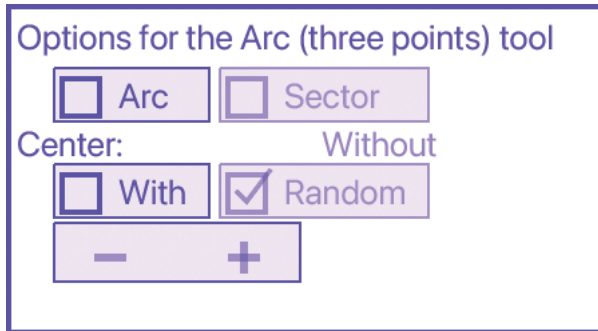 Options for the Arc (three points) tool
Arc Sector
Center: Without
With Random
− +